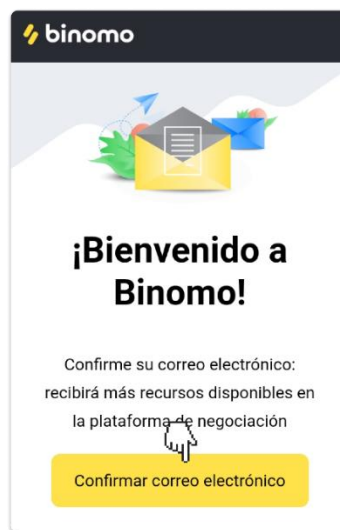 binomo
¡Bienvenido a
Binomo!
Confirme su correo electrónico:
recibirá más recursos disponibles en
la plataforma de negociación
Confirmar correo electrónico